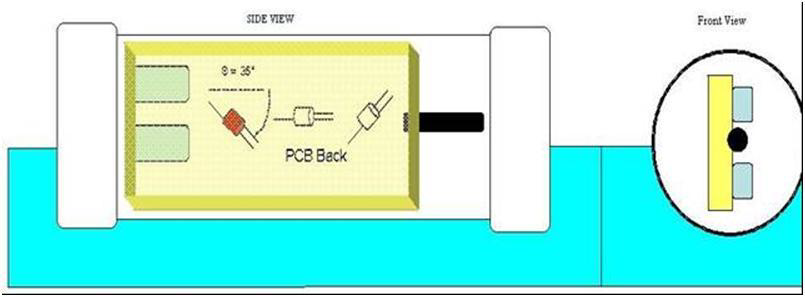 SIDE VIEW
Front View
θ = 35°
PCB Back